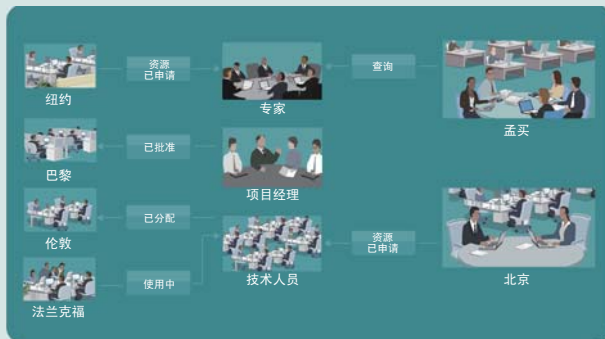 纽约
资源
已申请
专家
查询
孟买
巴黎
已批准
项目经理
伦敦
已分配
技术人员
资源
已申请
北京
法兰克福
使用中